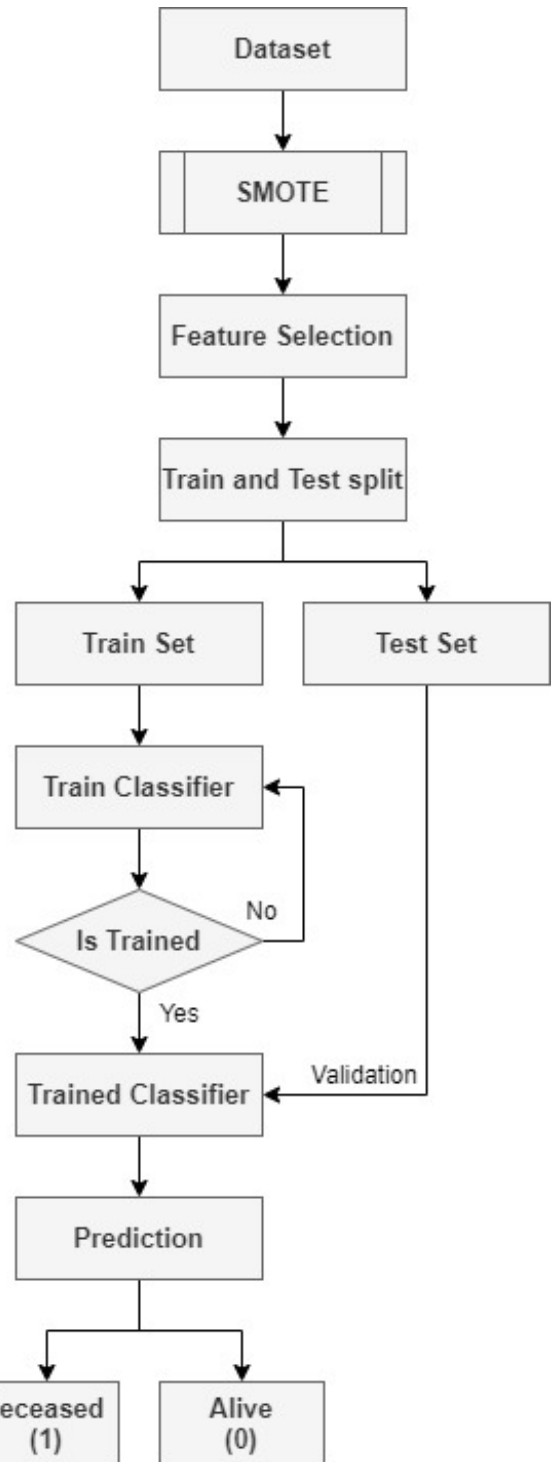 Dataset
SMOTE
Feature Selection
Train and Test split
Train Set
Test Set
Train Classifier
No
Is Trained
Yes
Validation
Trained Classifier
Prediction
eceased
(1)
Alive
(0)